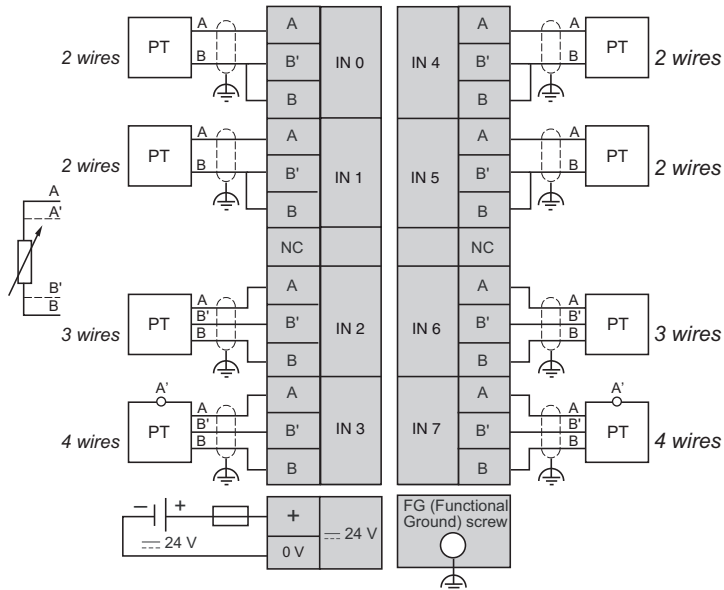 A
A'
B'
B
2 wires
PT
A
B
A
B'
B
IN 0
2 wires
PT
A
B
A
B'
B
IN 1
NC
3 wires
PT
A
B'
B
A
B'
B
IN 2
4 wires
A'
PT
A
B'
B
A
B'
B
IN 3
IN 4
A
B'
B
A
B
PT
2 wires
IN 5
A
B'
B
A
B
PT
2 wires
NC
IN 6
A
B'
B
A
B'
B
PT
3 wires
IN 7
A
B'
B
A
B'
B
A'
PT
4 wires
− +
24 V
+
0 V
24 V
FG (Functional
Ground) screw